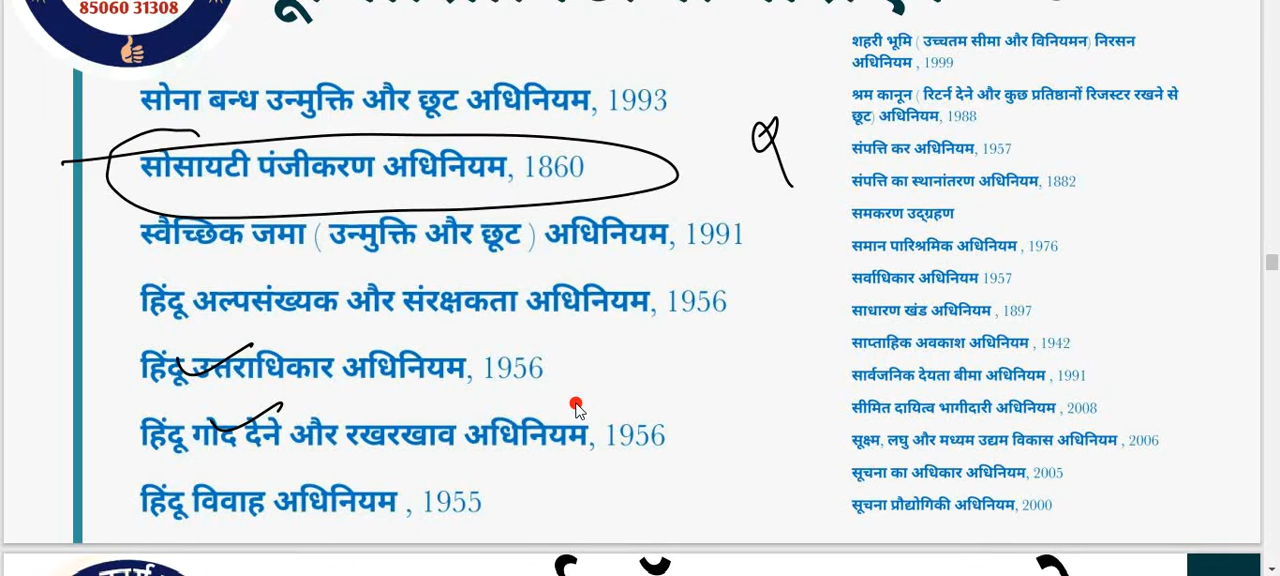 85060 31308
सोना बन्ध उन्मुक्ति और छूट अधिनियम, 1993
सोसायटी पंजीकरण अधिनियम, 1860
स्वैच्छिक जमा ( उन्मुक्ति और छूट ) अधिनियम, 1991
हिंदू अल्पसंख्यक और संरक्षकता अधिनियम, 1956
हिंदू उत्तराधिकार अधिनियम, 1956
हिंदू गोद देने और रखरखाव अधिनियम, 1956
हिंदू विवाह अधिनियम , 1955
शहरी भूमि ( उच्चतम सीमा और विनियमन) निरसन
अधिनियम , 1999
श्रम कानून ( रिटर्न देने और कुछ प्रतिष्ठानों रिजस्टर रखने से
छूट) अधिनियम, 1988
संपत्ति कर अधिनियम, 1957
संपत्ति का स्थानांतरण अधिनियम, 1882
समकरण उद्ग्रहण
समान पारिश्रमिक अधिनियम , 1976
सर्वाधिकार अधिनियम 1957
साधारण खंड अधिनियम , 1897
साप्ताहिक अवकाश अधिनियम , 1942
सार्वजनिक देयता बीमा अधिनियम , 1991
सीमित दायित्व भागीदारी अधिनियम , 2008
सूक्ष्म, लघु और मध्यम उद्यम विकास अधिनियम , 2006
सूचना का अधिकार अधिनियम, 2005
सूचना प्रौद्योगिकी अधिनियम, 2000